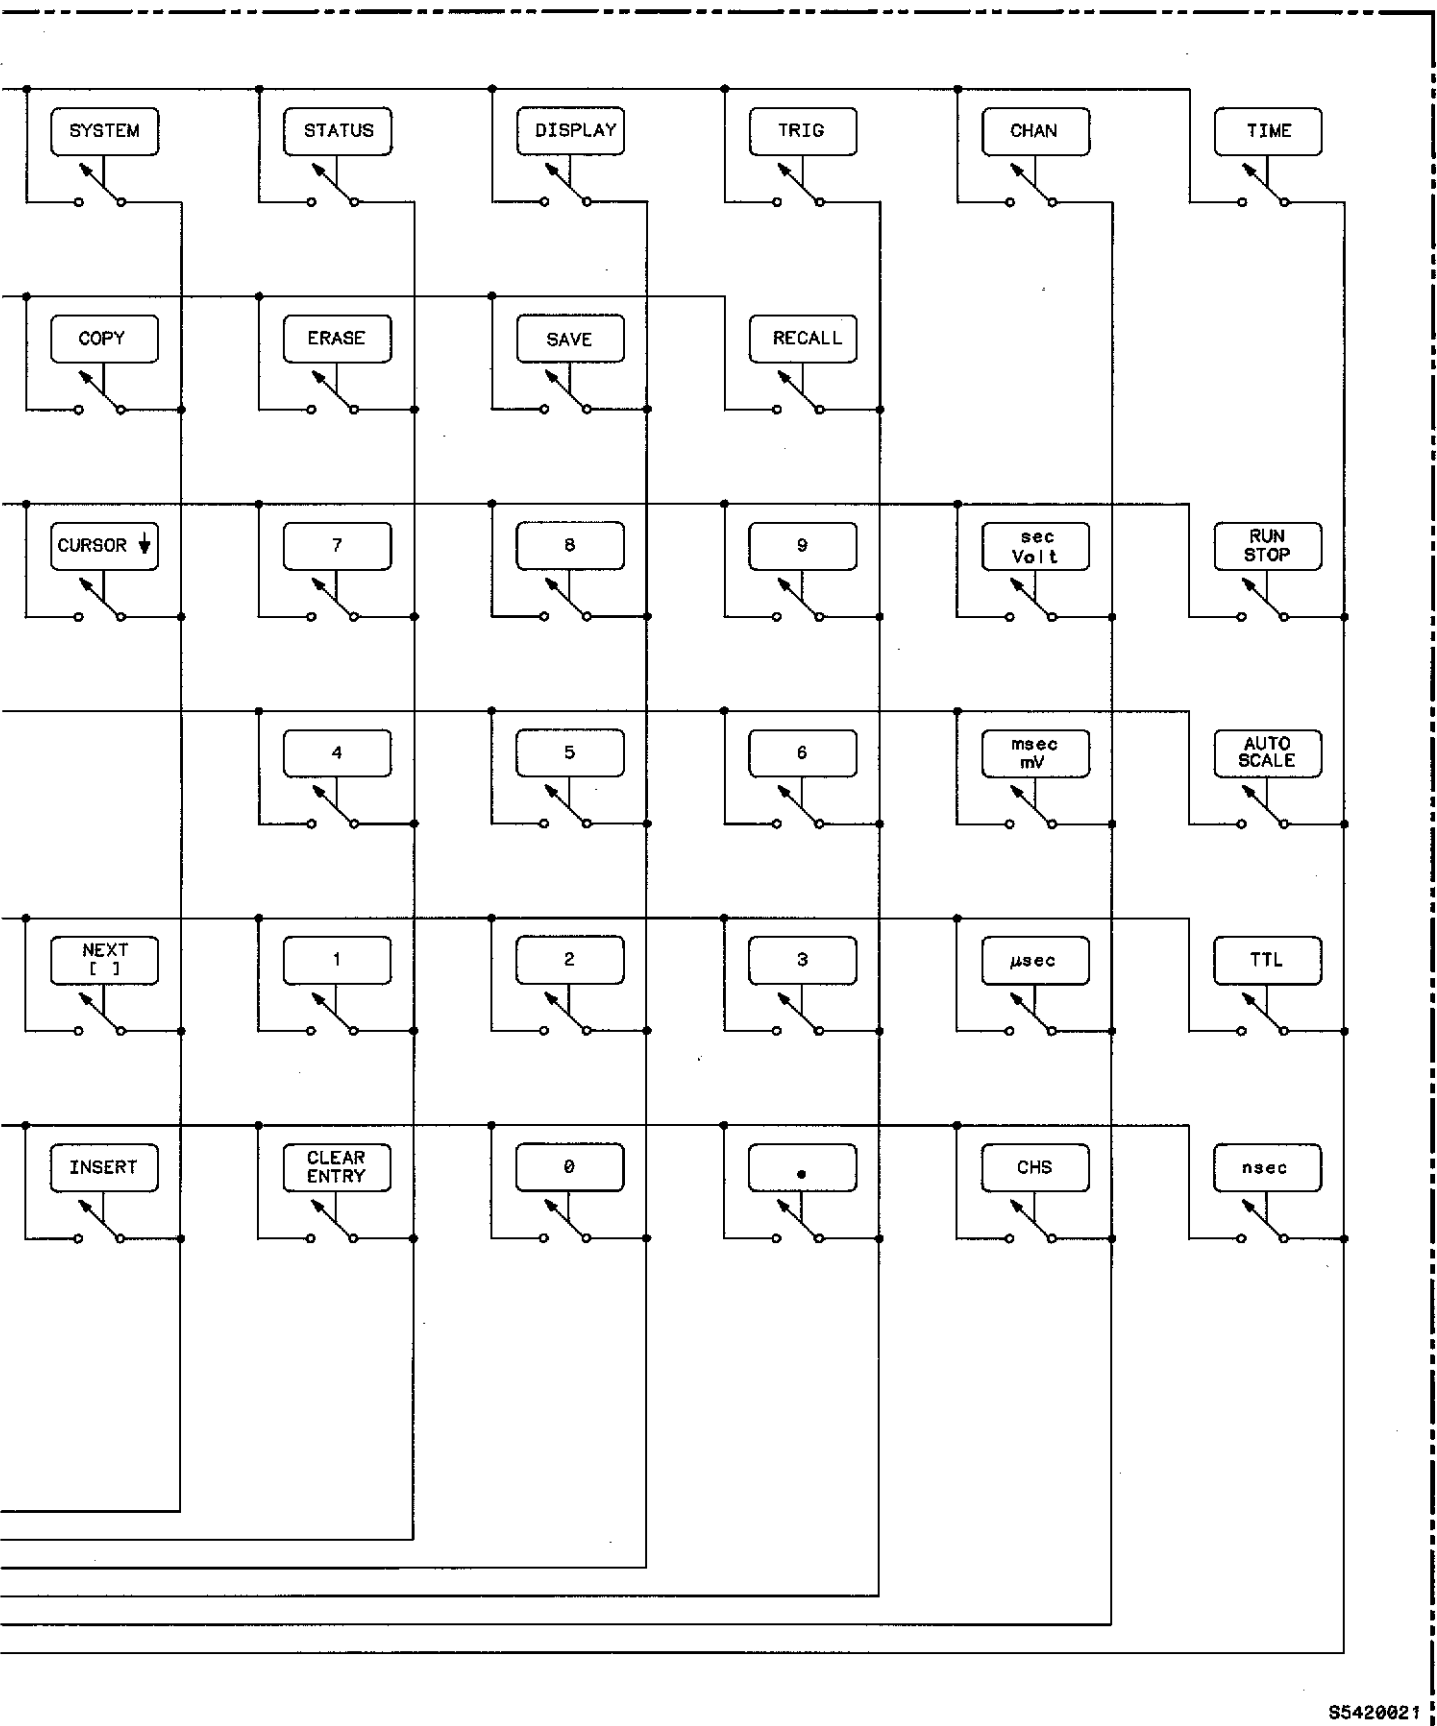 SYSTEM
STATUS
DISPLAY
TRIG
CHAN
TIME
COPY
ERASE
SAVE
RECALL
CURSOR ↓
7
8
9
sec
Volt
RUN
STOP
4
5
6
msec
mV
AUTO
SCALE
NEXT
[ ]
1
2
3
μsec
TTL
INSERT
CLEAR
ENTRY
0
.
CHS
nsec
S5420021